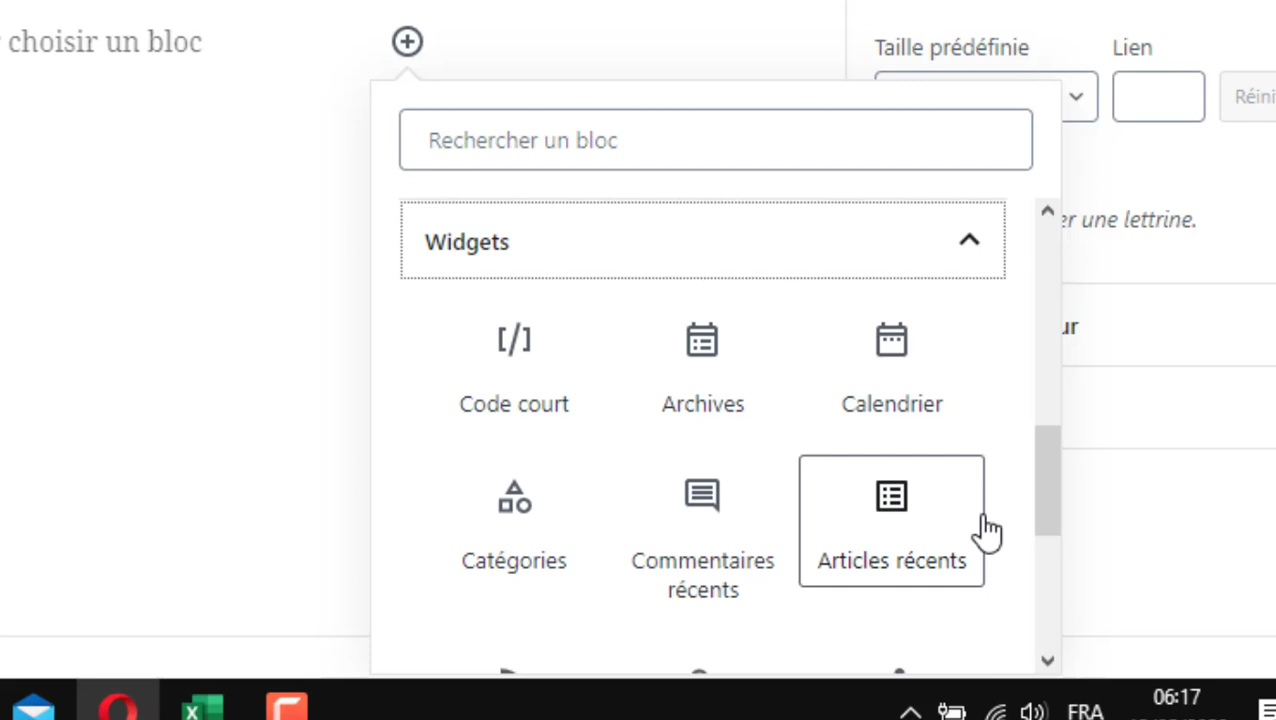 choisir un bloc
Taille prédéfinie
Lien
Réini
Rechercher un bloc
er une lettrine.
Widgets
ur
Code court
Archives
Calendrier
Catégories
Commentaires
récents
Articles récents
FRA
06:17